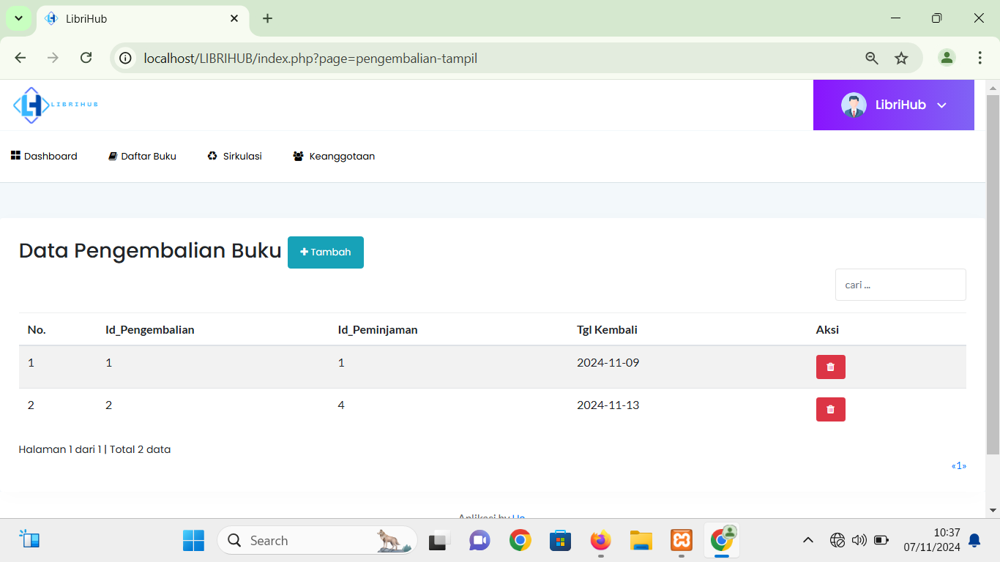 LibriHub
localhost/LIBRIHUB/index.php?page=pengembalian-tampil
LIBRIHUB
LibriHub
Dashboard Daftar Buku Sirkulasi Keanggotaan
Data Pengembalian Buku Tambah
cari ...
No. Id_Pengembalian Id_Peminjaman Tgl Kembali Aksi
1 1 1 2024-11-09
2 2 4 2024-11-13
Halaman 1 dari 1 | Total 2 data
«1»
Aplikasi by
Search
10:37
07/11/2024